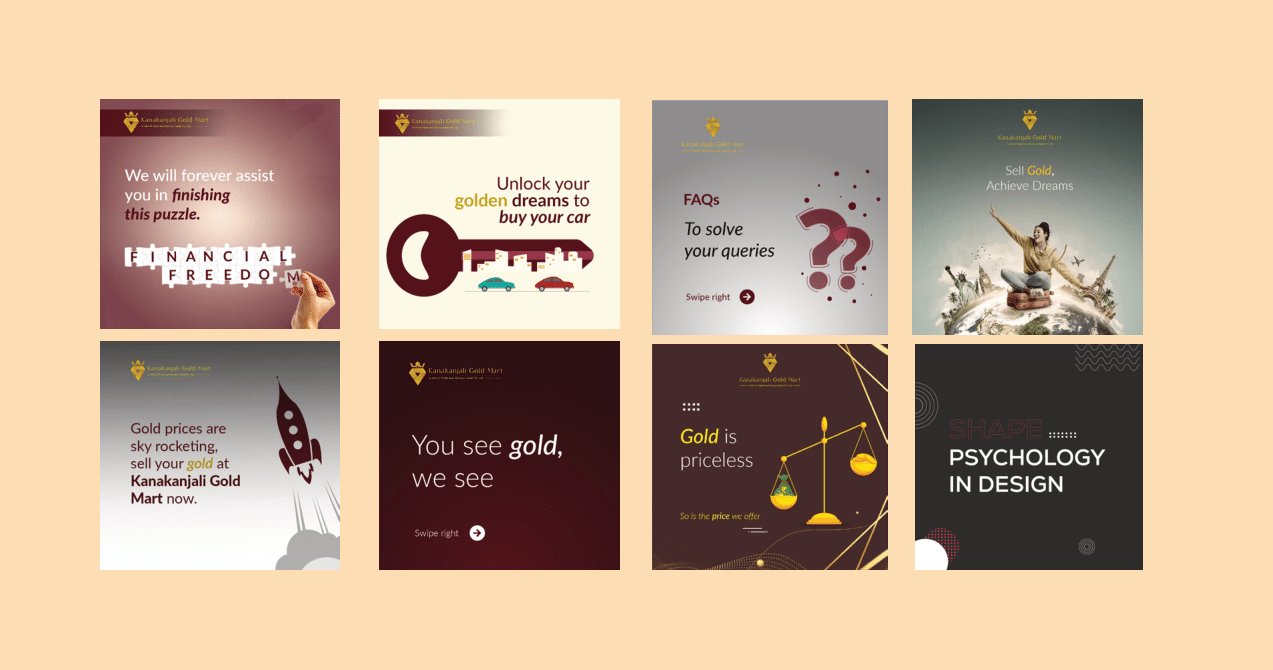 Kanakanjali Gold Mart
We will forever assist
you in finishing
this puzzle.
FINANCIAL
FREEDOM
Kanakanjali Gold Mart
Unlock your
golden dreams to
buy your car
Kanakanjali Gold Mart
FAQs
To solve
your queries
Swipe right
Kanakanjali Gold Mart
Sell Gold,
Achieve Dreams
Kanakanjali Gold Mart
Gold prices are
sky rocketing,
sell your gold at
Kanakanjali Gold
Mart now.
Kanakanjali Gold Mart
You see gold,
we see
Swipe right
Kanakanjali Gold Mart
Gold is
priceless
So is the price we offer
SHAPE
PSYCHOLOGY
IN DESIGN